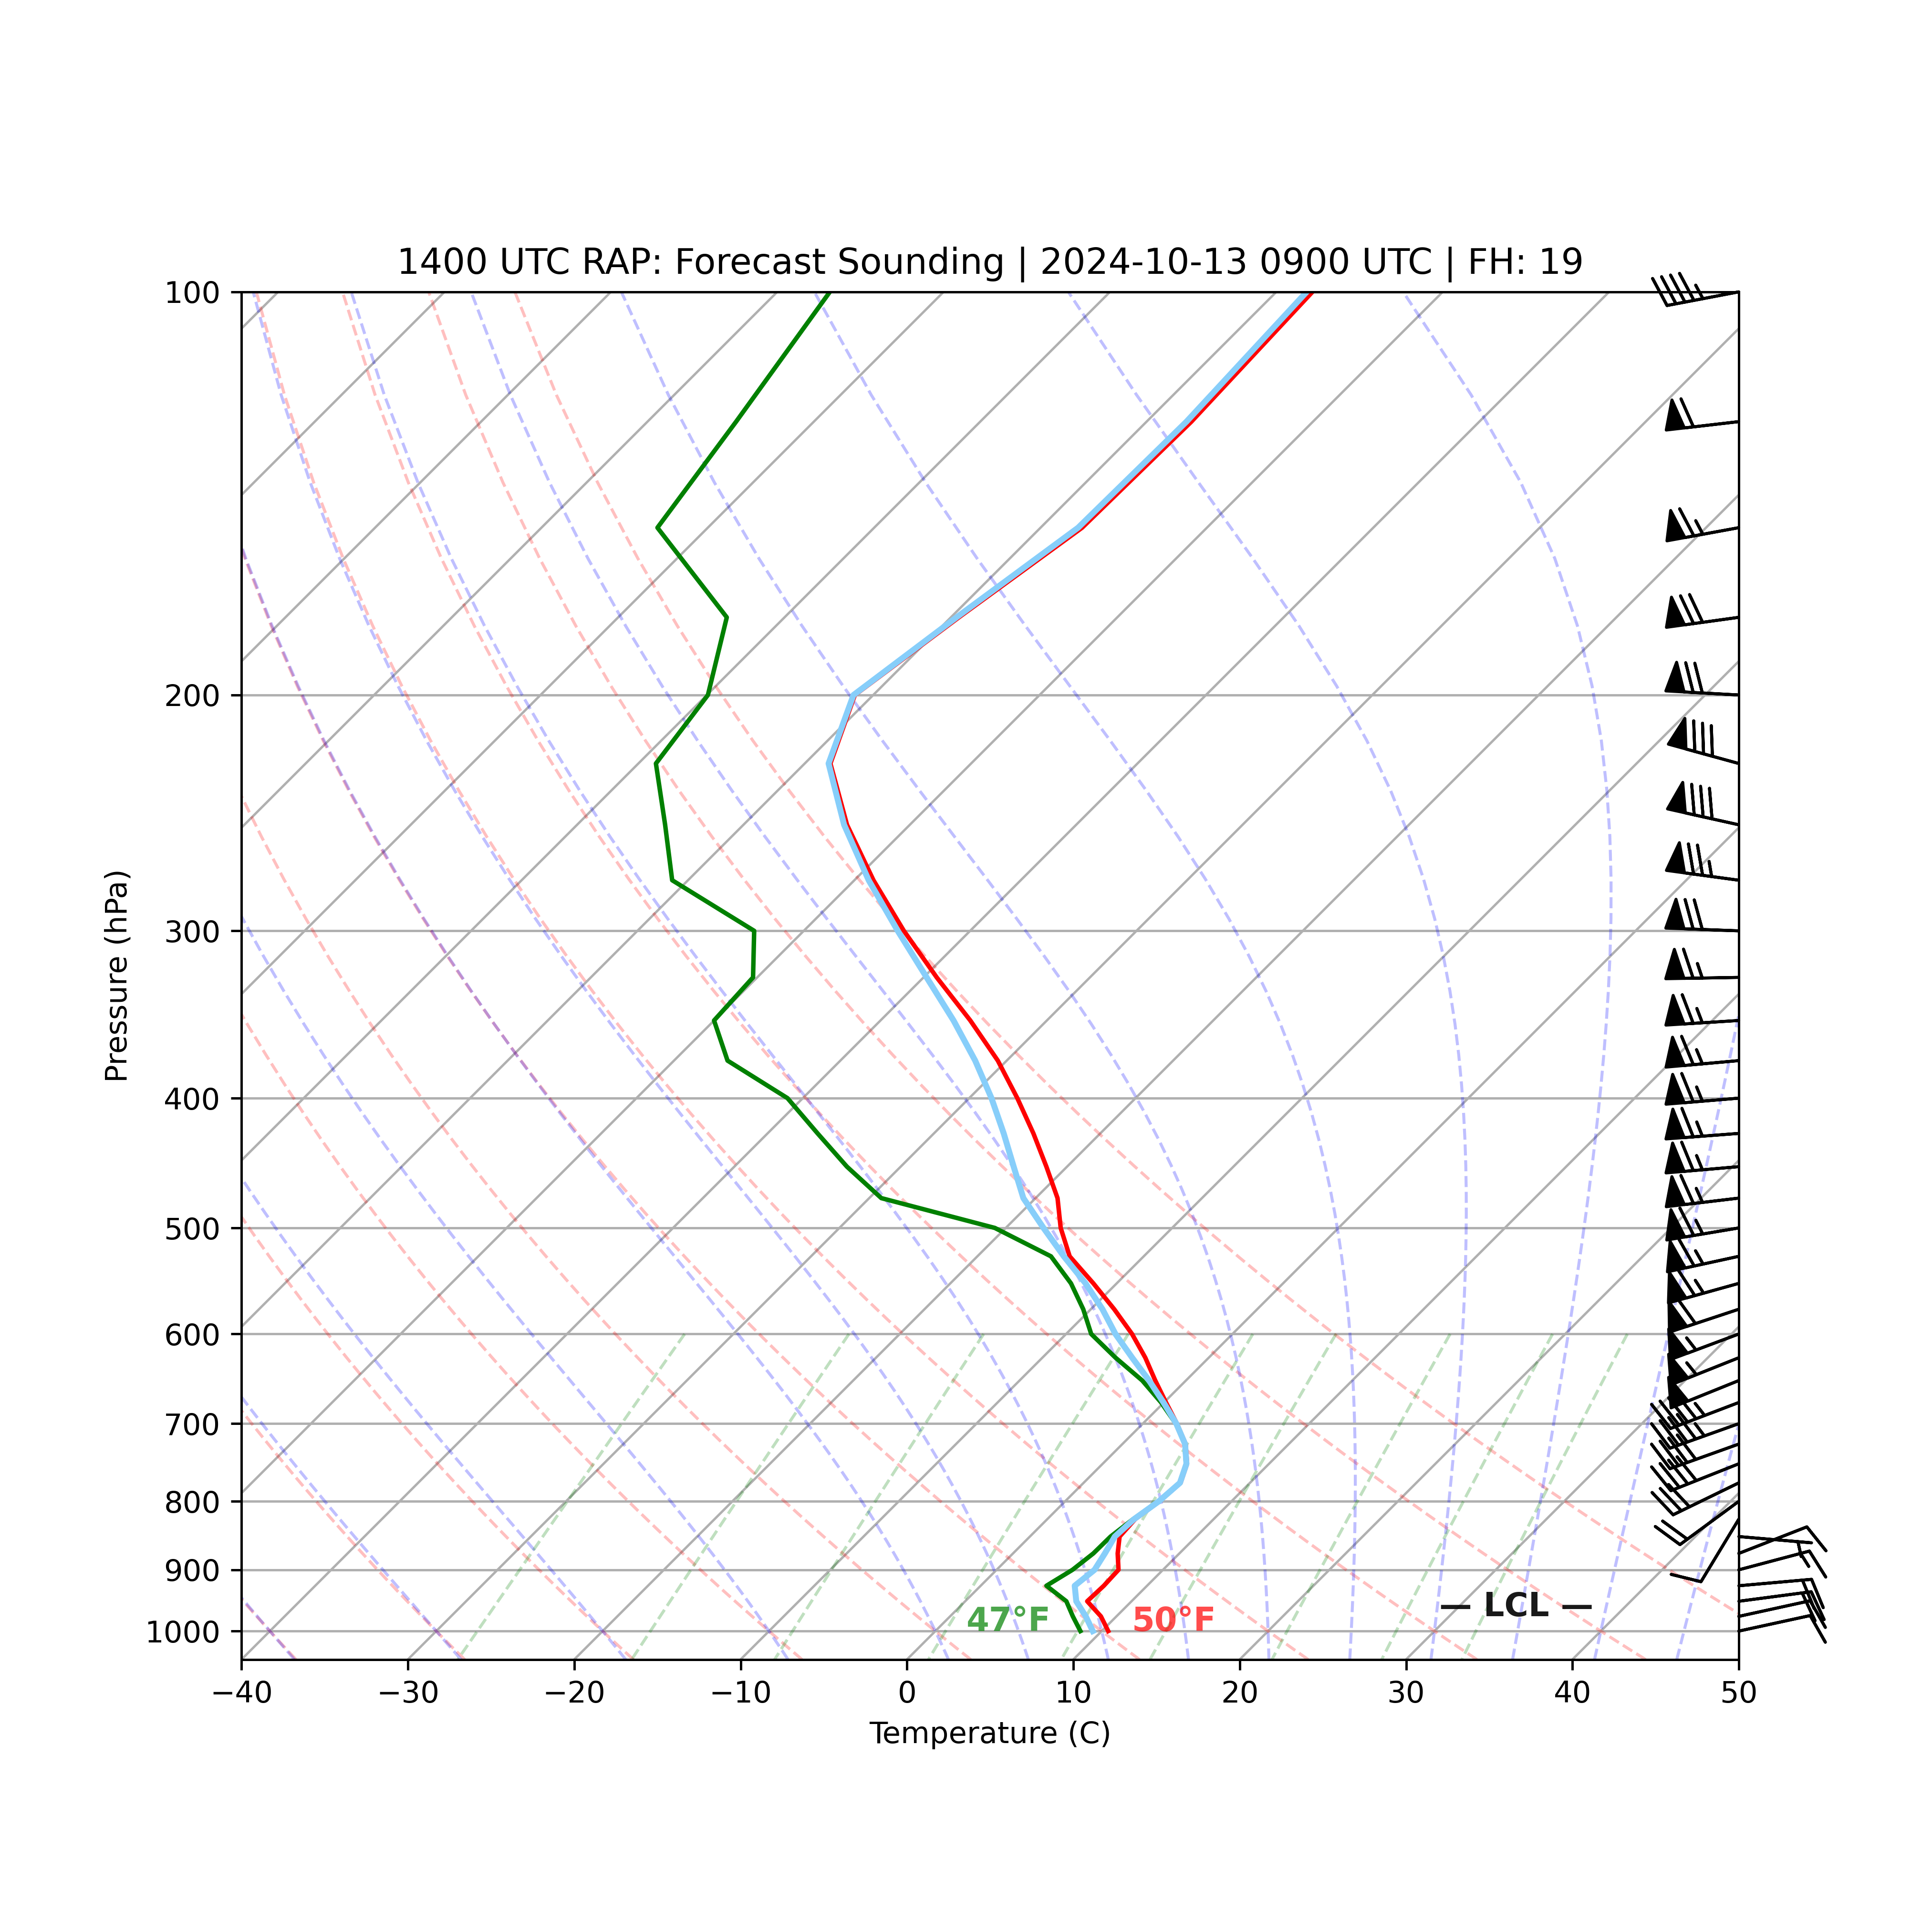 1400 UTC RAP: Forecast Sounding | 2024-10-13 0900 UTC | FH: 19
100
200
300
400
500
600
700
800
900
1000
Pressure (hPa)
47°F
50°F
— LCL —
−40 −30 −20 −10 0 10 20 30 40 50
Temperature (C)